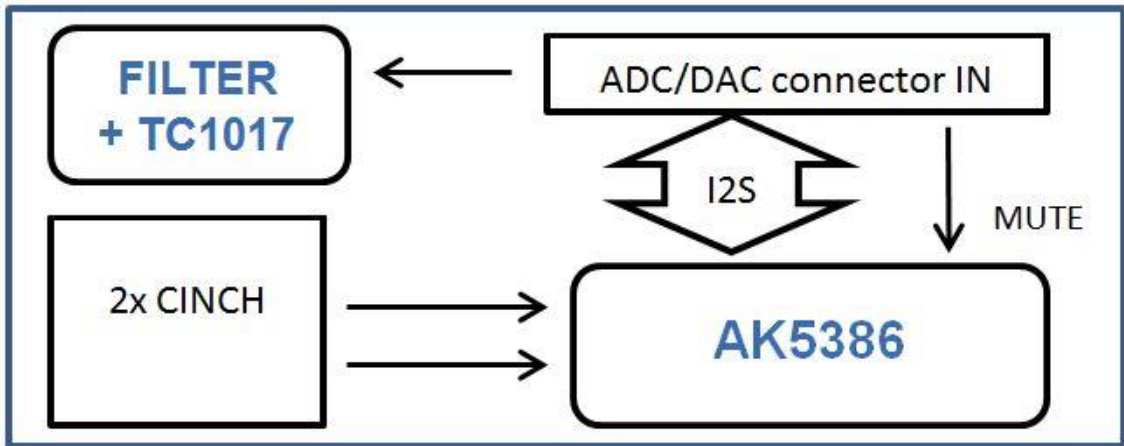 FILTER
+ TC1017
ADC/DAC connector IN
I2S
MUTE
2x CINCH
AK5386